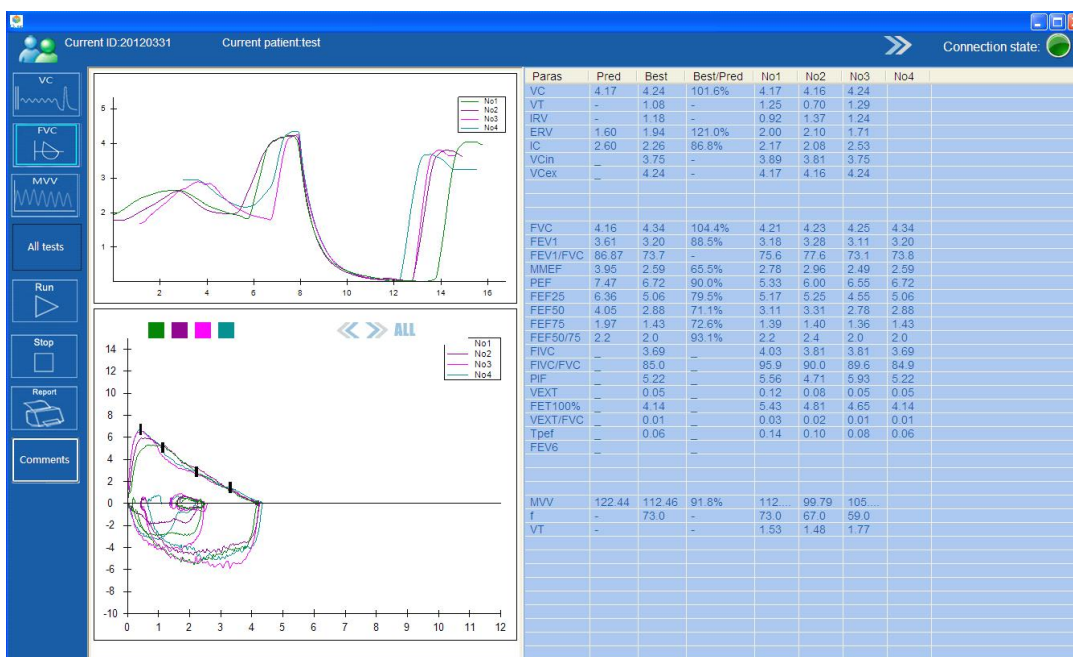 Current ID:20120331 Current patient:test Connection state:
VC
FVC
MVV
All tests
Run
Stop
Report
Comments
No1
No2
No3
No4
5
4
3
2
1
2 4 6 8 10 12 14 16
ALL
No1
No2
No3
No4
14
12
10
8
6
4
2
0
-2
-4
-6
-8
-10
0 1 2 3 4 5 6 7 8 9 10 11 12
Paras Pred Best Best/Pred No1 No2 No3 No4
VC 4.17 4.24 101.6% 4.17 4.16 4.24
VT - 1.08 - 1.25 0.70 1.29
IRV - 1.18 - 0.92 1.37 1.24
ERV 1.60 1.94 121.0% 2.00 2.10 1.71
IC 2.60 2.26 86.8% 2.17 2.08 2.53
VCin _ 3.75 - 3.89 3.81 3.75
VCex _ 4.24 - 4.17 4.16 4.24
FVC 4.16 4.34 104.4% 4.21 4.23 4.25 4.34
FEV1 3.61 3.20 88.5% 3.18 3.28 3.11 3.20
FEV1/FVC 86.87 73.7 - 75.6 77.6 73.1 73.8
MMEF 3.95 2.59 65.5% 2.78 2.96 2.49 2.59
PEF 7.47 6.72 90.0% 5.33 6.00 6.55 6.72
FEF25 6.36 5.06 79.5% 5.17 5.25 4.55 5.06
FEF50 4.05 2.88 71.1% 3.11 3.31 2.78 2.88
FEF75 1.97 1.43 72.6% 1.39 1.40 1.36 1.43
FEF50/75 2.2 2.0 93.1% 2.2 2.4 2.0 2.0
FIVC _ 3.69 _ 4.03 3.81 3.81 3.69
FIVC/FVC _ 85.0 _ 95.9 90.0 89.6 84.9
PIF _ 5.22 _ 5.56 4.71 5.93 5.22
VEXT _ 0.05 _ 0.12 0.08 0.05 0.05
FET100% _ 4.14 _ 5.43 4.81 4.65 4.14
VEXT/FVC _ 0.01 _ 0.03 0.02 0.01 0.01
Tpef _ 0.06 _ 0.14 0.10 0.08 0.06
FEV6 _ _
MVV 122.44 112.46 91.8% 112.... 99.79 105....
f - 73.0 - 73.0 67.0 59.0
VT - - 1.53 1.48 1.77